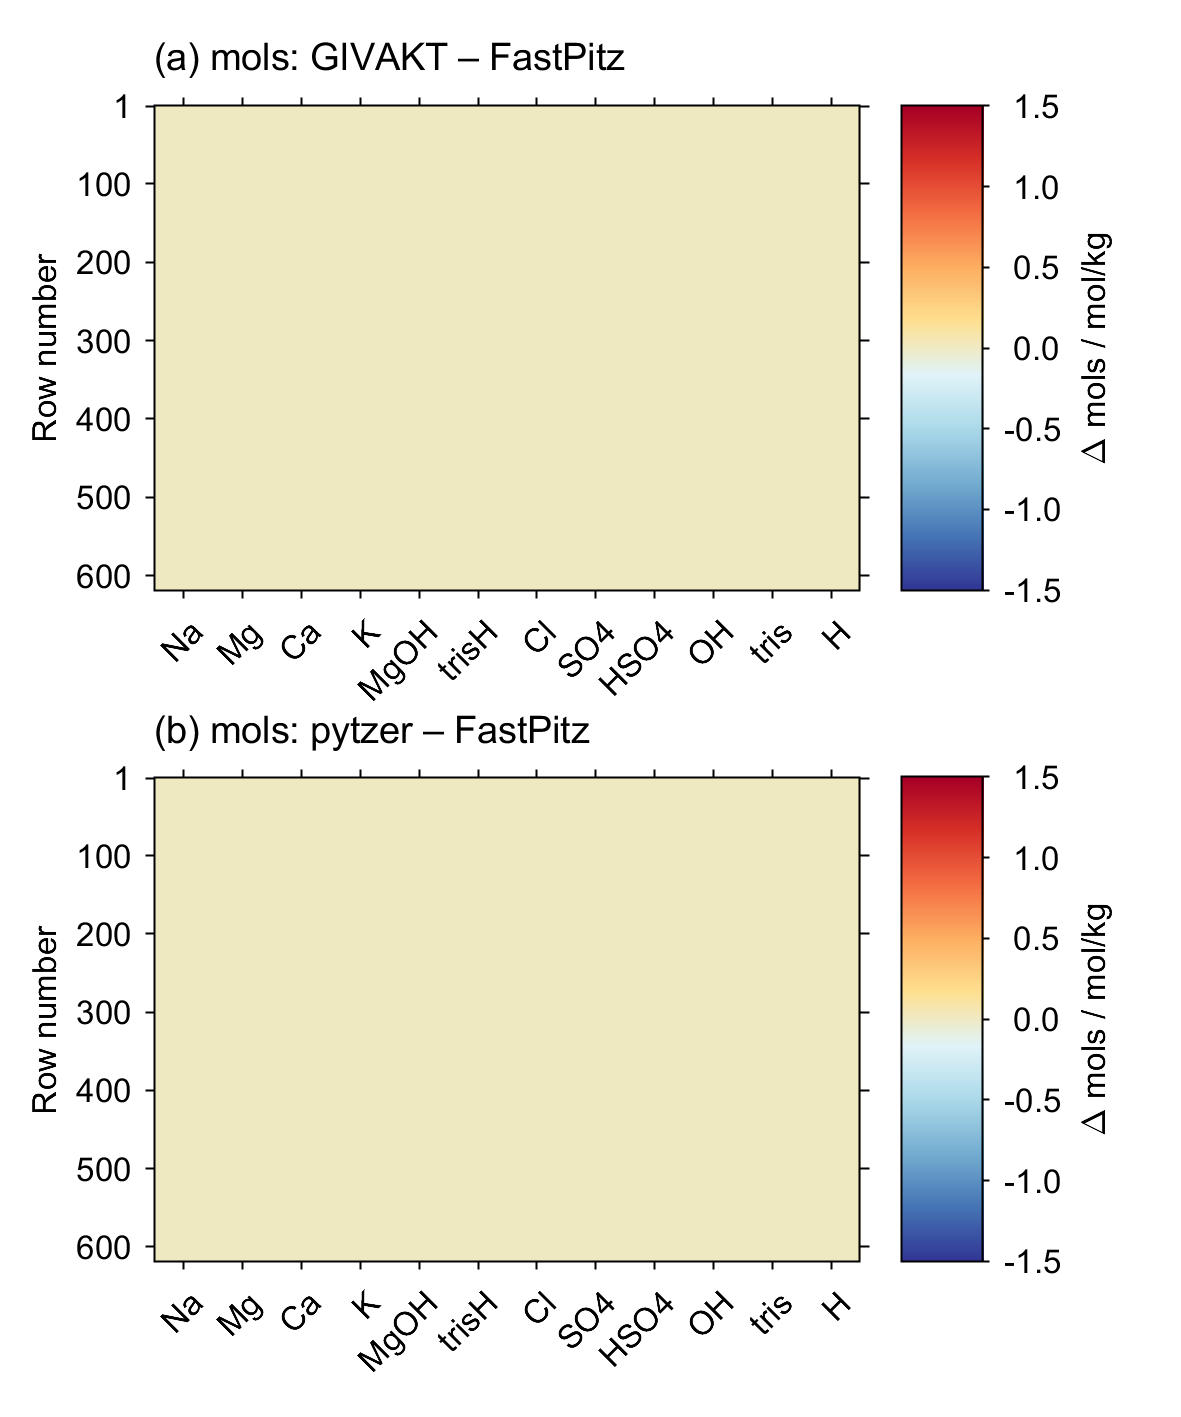 (a) mols: GIVAKT – FastPitz
1
100
200
300
400
500
600
Row number
Na
Mg
Ca
K
MgOH
trisH
Cl
SO4
HSO4
OH
tris
H
1.5
1.0
0.5
0.0
-0.5
-1.0
-1.5
Δ mols / mol/kg
(b) mols: pytzer – FastPitz
1
100
200
300
400
500
600
Row number
Na
Mg
Ca
K
MgOH
trisH
Cl
SO4
HSO4
OH
tris
H
1.5
1.0
0.5
0.0
-0.5
-1.0
-1.5
Δ mols / mol/kg